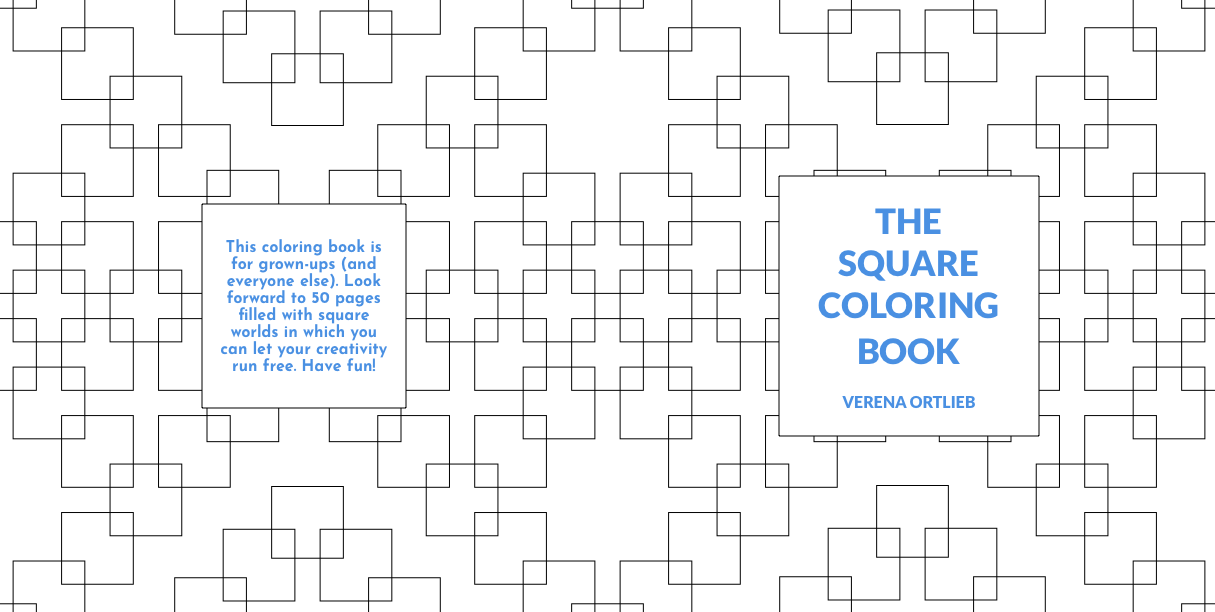 This coloring book is
for grown-ups (and
everyone else). Look
forward to 50 pages
filled with square
worlds in which you
can let your creativity
run free. Have fun!
THE
SQUARE
COLORING
BOOK
VERENA ORTLIEB